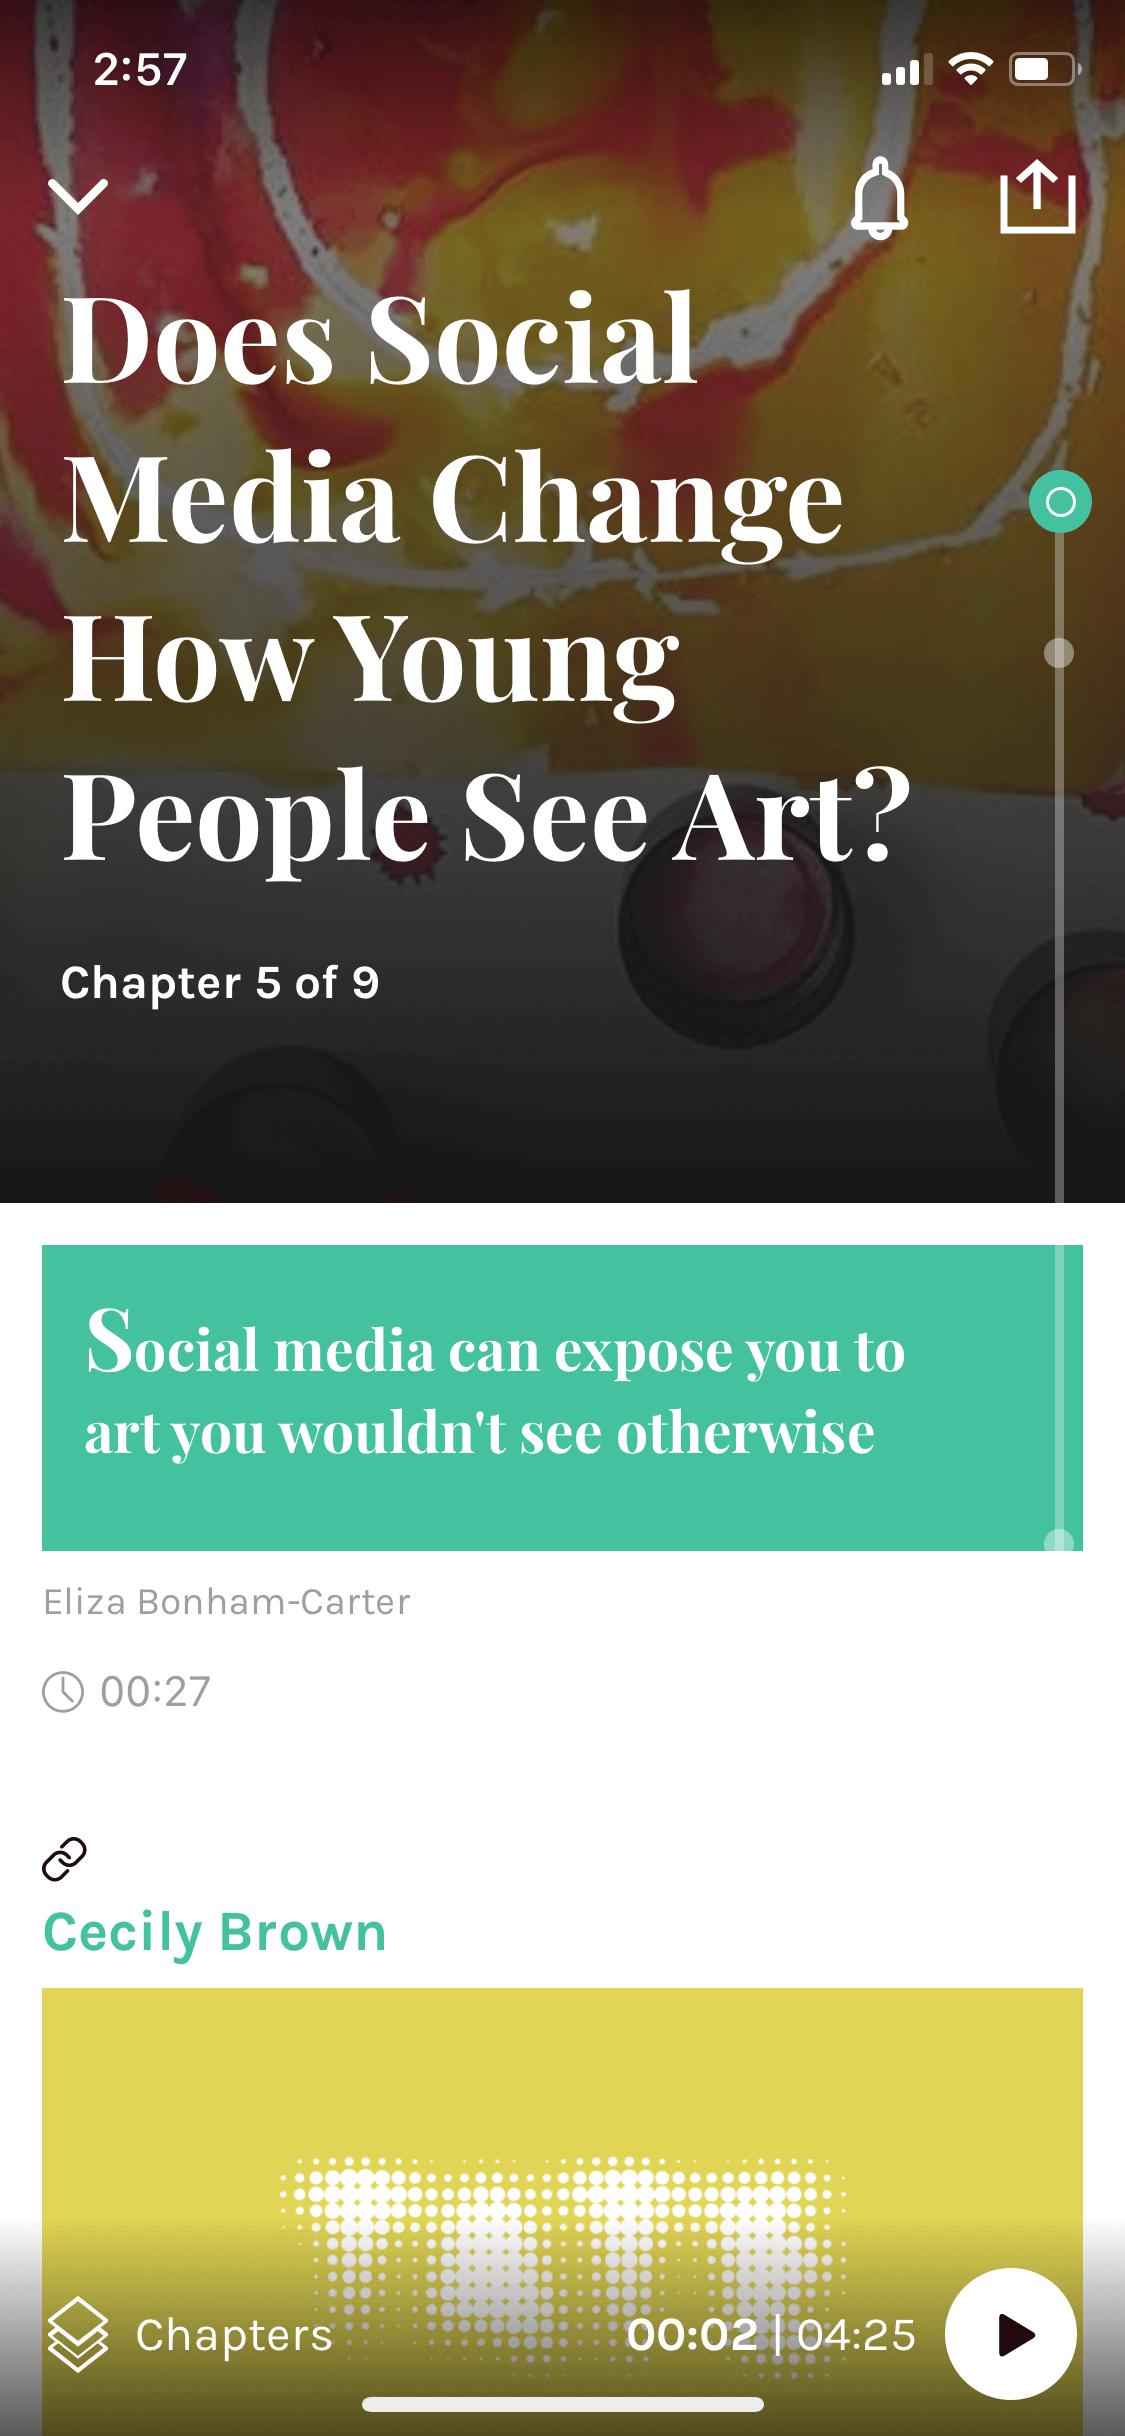 2:57
Does Social
Media Change
How Young
People See Art?
Chapter 5 of 9
Social media can expose you to
art you wouldn't see otherwise
Eliza Bonham-Carter
00:27
Cecily Brown
TATE
Chapters
00:02 | 04:25